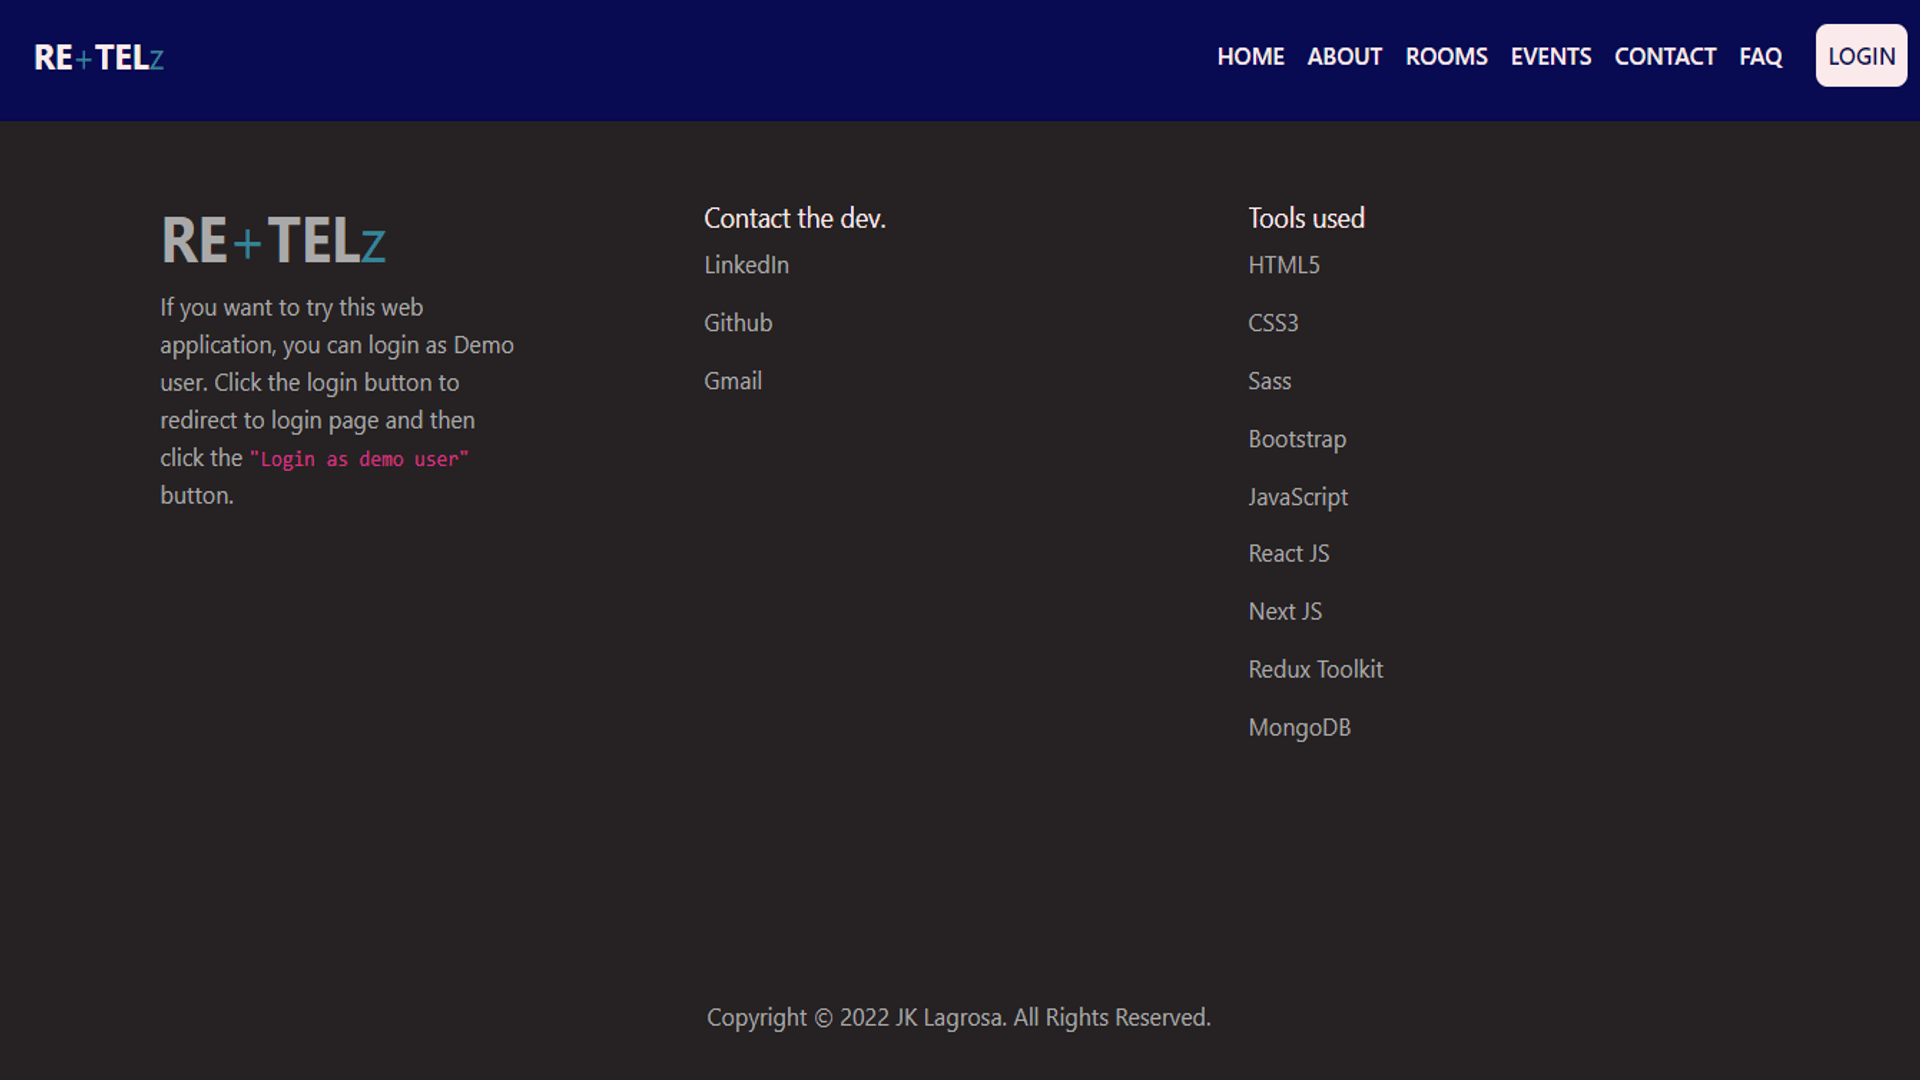 RE+TELz
HOME ABOUT ROOMS EVENTS CONTACT FAQ LOGIN
RE+TELz
If you want to try this web
application, you can login as Demo
user. Click the login button to
redirect to login page and then
click the "Login as demo user"
button.
Contact the dev.
LinkedIn
Github
Gmail
Tools used
HTML5
CSS3
Sass
Bootstrap
JavaScript
React JS
Next JS
Redux Toolkit
MongoDB
Copyright © 2022 JK Lagrosa. All Rights Reserved.